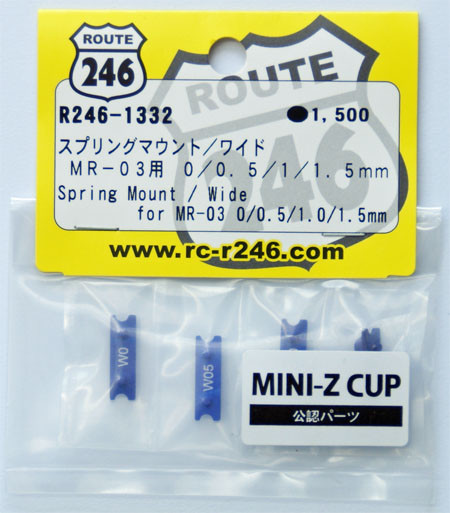 ROUTE
246
ROUTE
246
R246-1332
●1,500
スプリングマウント／ワイド
MR－03用 0／0.5／1／1.5mm
Spring Mount / Wide
for MR-03 0/0.5/1.0/1.5mm
www.rc-r246.com
W0
W05
MINI-Z CUP
公認パーツ